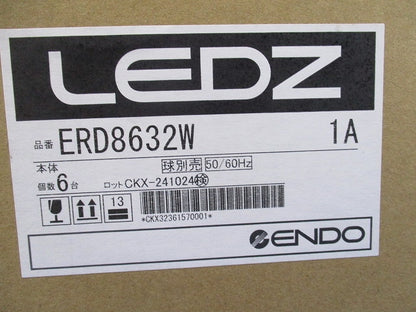 LEDZ
品番 ERD8632W 1A
本体 球別売 50/60Hz
個数 6 台 ロット CKX-241024 検
13
*CKX32361570001*
ENDO